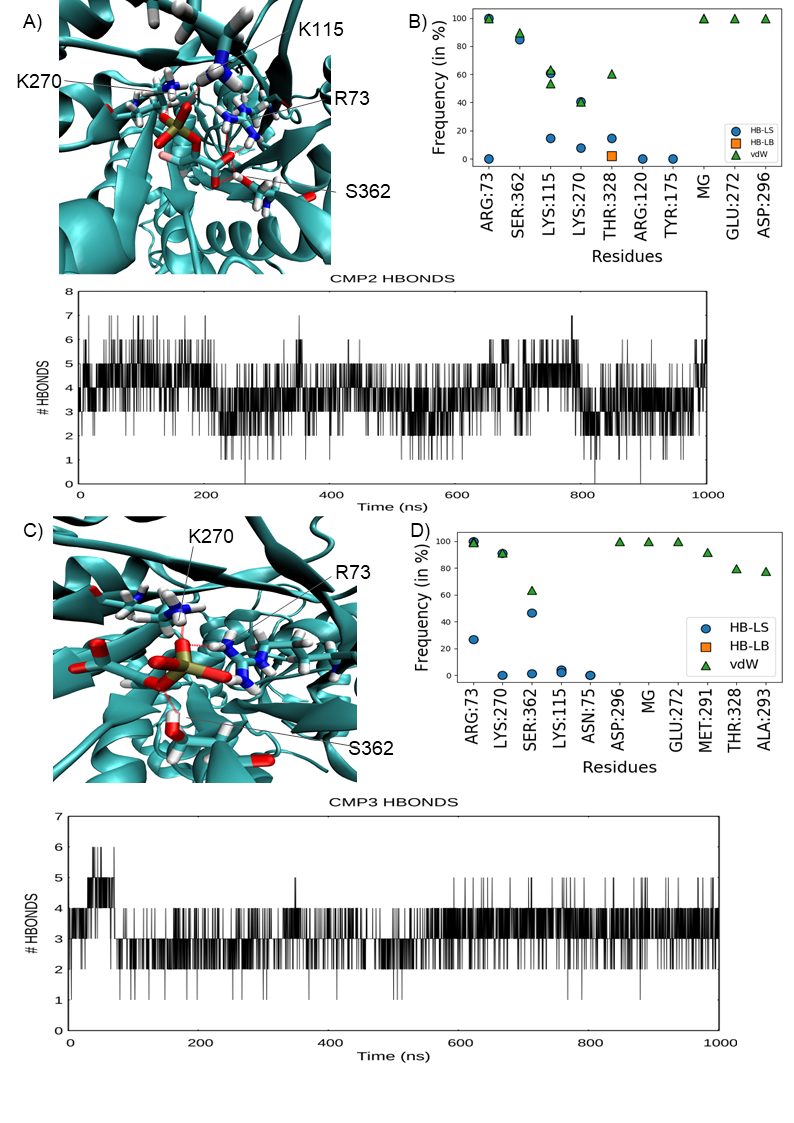 A)
K115
K270
R73
S362
B)
Frequency (in %)
100
80
60
40
20
0
HB-LS
HB-LB
vdW
ARG:73
SER:362
LYS:115
LYS:270
THR:328
ARG:120
TYR:175
MG
GLU:272
ASP:296
Residues
CMP2 HBONDS
# HBONDS
8
7
6
5
4
3
2
1
0
0 200 400 600 800 1000
Time (ns)
C)
K270
R73
S362
D)
Frequency (in %)
100
80
60
40
20
0
HB-LS
HB-LB
vdW
ARG:73
LYS:270
SER:362
LYS:115
ASN:75
ASP:296
MG
GLU:272
MET:291
THR:328
ALA:293
Residues
CMP3 HBONDS
# HBONDS
7
6
5
4
3
2
1
0
0 200 400 600 800 1000
Time (ns)